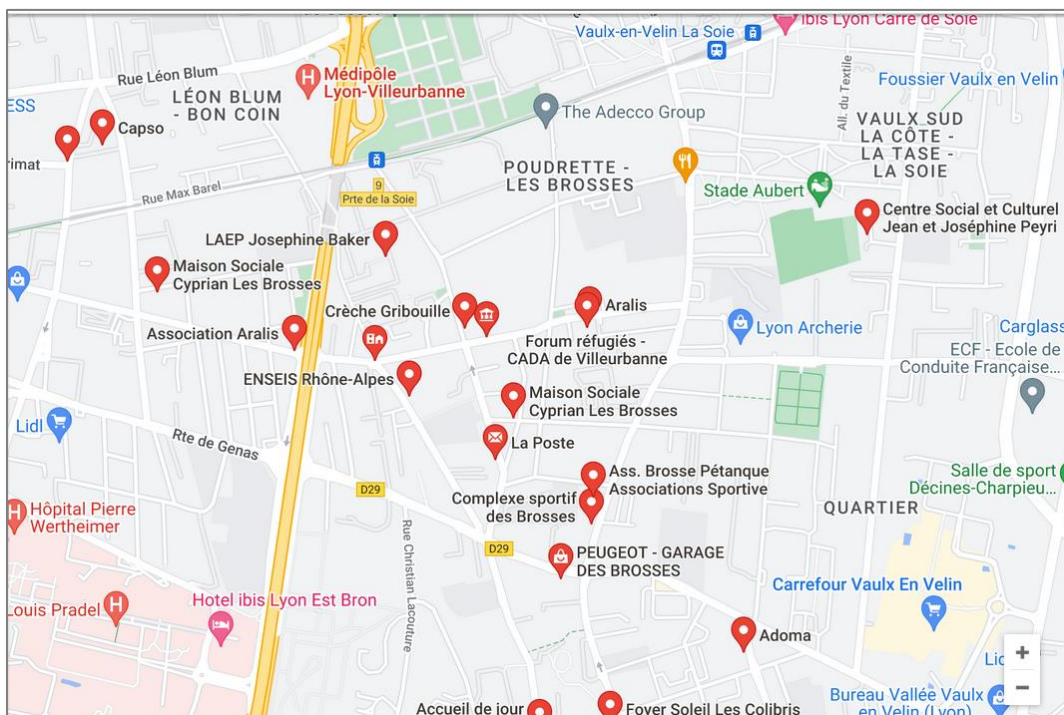 Vaulx-en-Velin La Soie
ibis Lyon Carre de Soie
Rue Léon Blum
Médipôle
Lyon-Villeurbanne
Foussier Vaulx en Velin
ESS
LÉON BLUM
- BON COIN
Capso
The Adecco Group
All. du Textile
VAULX SUD
LA CÔTE -
LA TASE -
LA SOIE
rimat
Rue Max Barel
9
Prte de la Soie
POUDRETTE -
LES BROSSES
Stade Aubert
Centre Social et Culturel
Jean et Joséphine Peyri
LAEP Josephine Baker
Maison Sociale
Cyprian Les Brosses
Crèche Gribouille
Aralis
Association Aralis
Forum réfugiés -
CADA de Villeurbanne
Lyon Archerie
Carglass
ECF - Ecole de
Conduite Française...
ENSEIS Rhône-Alpes
Maison Sociale
Cyprian Les Brosses
Lidl
Rte de Genas
La Poste
D29
Ass. Brosse Pétanque
Associations Sportive
Salle de sport
Décines-Charpieu...
Complexe sportif
des Brosses
QUARTIER
Hôpital Pierre
Wertheimer
Rue Christian Lacouture
D29
PEUGEOT - GARAGE
DES BROSSES
Carrefour Vaulx En Velin
Louis Pradel
Hotel ibis Lyon Est Bron
Adoma
+
Lid
−
Bureau Vallée Vaulx
en Velin (Lyon)
Accueil de jour
Foyer Soleil Les Colibris